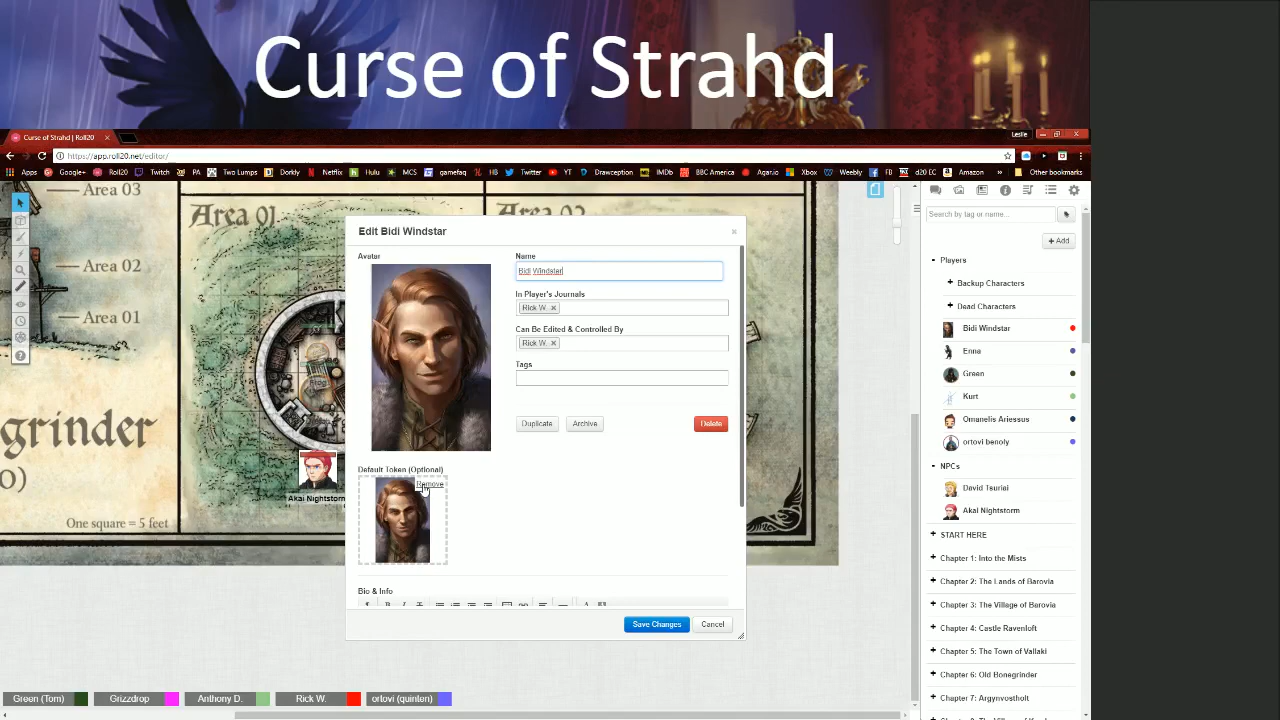 Curse of Strahd
Curse of Strahd | Roll20
Leslie
https://app.roll20.net/editor/
Apps Google+ Roll20 Twitch PA Two Lumps Dorkly Netflix Hulu MCS gamefaq HB Twitter YT Drawception IMDb BBC America Agar.io Xbox Weebly FB d20 EC Amazon Other bookmarks
Area 03
Area 02
Area 01
grinder
One square = 5 feet
Area 01
Area 02
Akai Nightstorm
Edit Bidi Windstar
Avatar
Name
Bidi Windstar
In Player's Journals
Rick W.
Can Be Edited & Controlled By
Rick W.
Tags
Duplicate Archive Delete
Default Token (Optional)
Remove
Bio & Info
Save Changes Cancel
Search by tag or name...
+ Add
Players
Backup Characters
Dead Characters
Bidi Windstar
Enna
Green
Kurt
Omanelis Ariessus
ortovi benoly
NPCs
David Tsuriai
Akai Nightstorm
START HERE
Chapter 1: Into the Mists
Chapter 2: The Lands of Barovia
Chapter 3: The Village of Barovia
Chapter 4: Castle Ravenloft
Chapter 5: The Town of Vallaki
Chapter 6: Old Bonegrinder
Chapter 7: Argynvostholt
Green (Tom) Grizzdrop Anthony D. Rick W. ortovi (quinten)